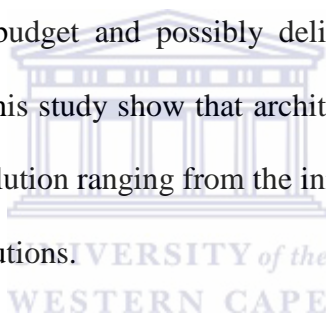 budget and possibly deli
his study show that archit
lution ranging from the in
utions.
UNIVERSITY of the
WESTERN CAPE